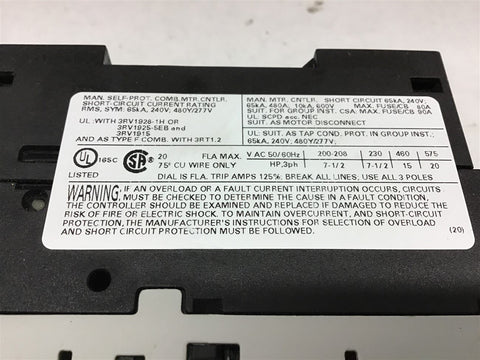 MAN. SELF-PROT. COMB.MTR.CNTLR.
SHORT-CIRCUIT CURRENT RATING
RMS, SYM. 65kA, 240V, 480Y/277V
UL: WITH 3RV1928-1H OR
3RV2925-5EB and
3RV1915
AND AS TYPE F COMB. WITH 3RT1.2
MAN. MTR. CNTLR. SHORT CIRCUIT 65kA, 240V;
65kA, 480A, 10kA, 600V MAX. FUSE/CB 80A
SUIT. FOR GROUP INST. CSA: MAX. FUSE/CB 90A
UL: SCPD acc. NEC
SUIT. AS MOTOR DISCONNECT
UL: SUIT. AS TAP COND. PROT. IN GROUP INST.
65kA, 240V, 480Y/277V
UL 165C SA 20 FLA MAX. V AC 50/60Hz 200-208 230 460 575
LISTED 75° CU WIRE ONLY HP,3ph 7-1/2 7-1/2 15 20
DIAL IS FLA. TRIP AMPS 125%: BREAK ALL LINES; USE ALL 3 POLES
WARNING: IF AN OVERLOAD OR A FAULT CURRENT INTERRUPTION OCCURS, CIRCUITS
MUST BE CHECKED TO DETERMINE THE CAUSE. IN A FAULT CONDITION,
THE CONTROLLER SHOULD BE EXAMINED AND REPLACED IF DAMAGED TO REDUCE THE
RISK OF FIRE OR ELECTRIC SHOCK. TO MAINTAIN OVERCURRENT, AND SHORT-CIRCUIT
PROTECTION, THE MANUFACTURER'S INSTRUCTIONS FOR SELECTION OF OVERLOAD
AND SHORT CIRCUIT PROTECTION MUST BE FOLLOWED.
(20)